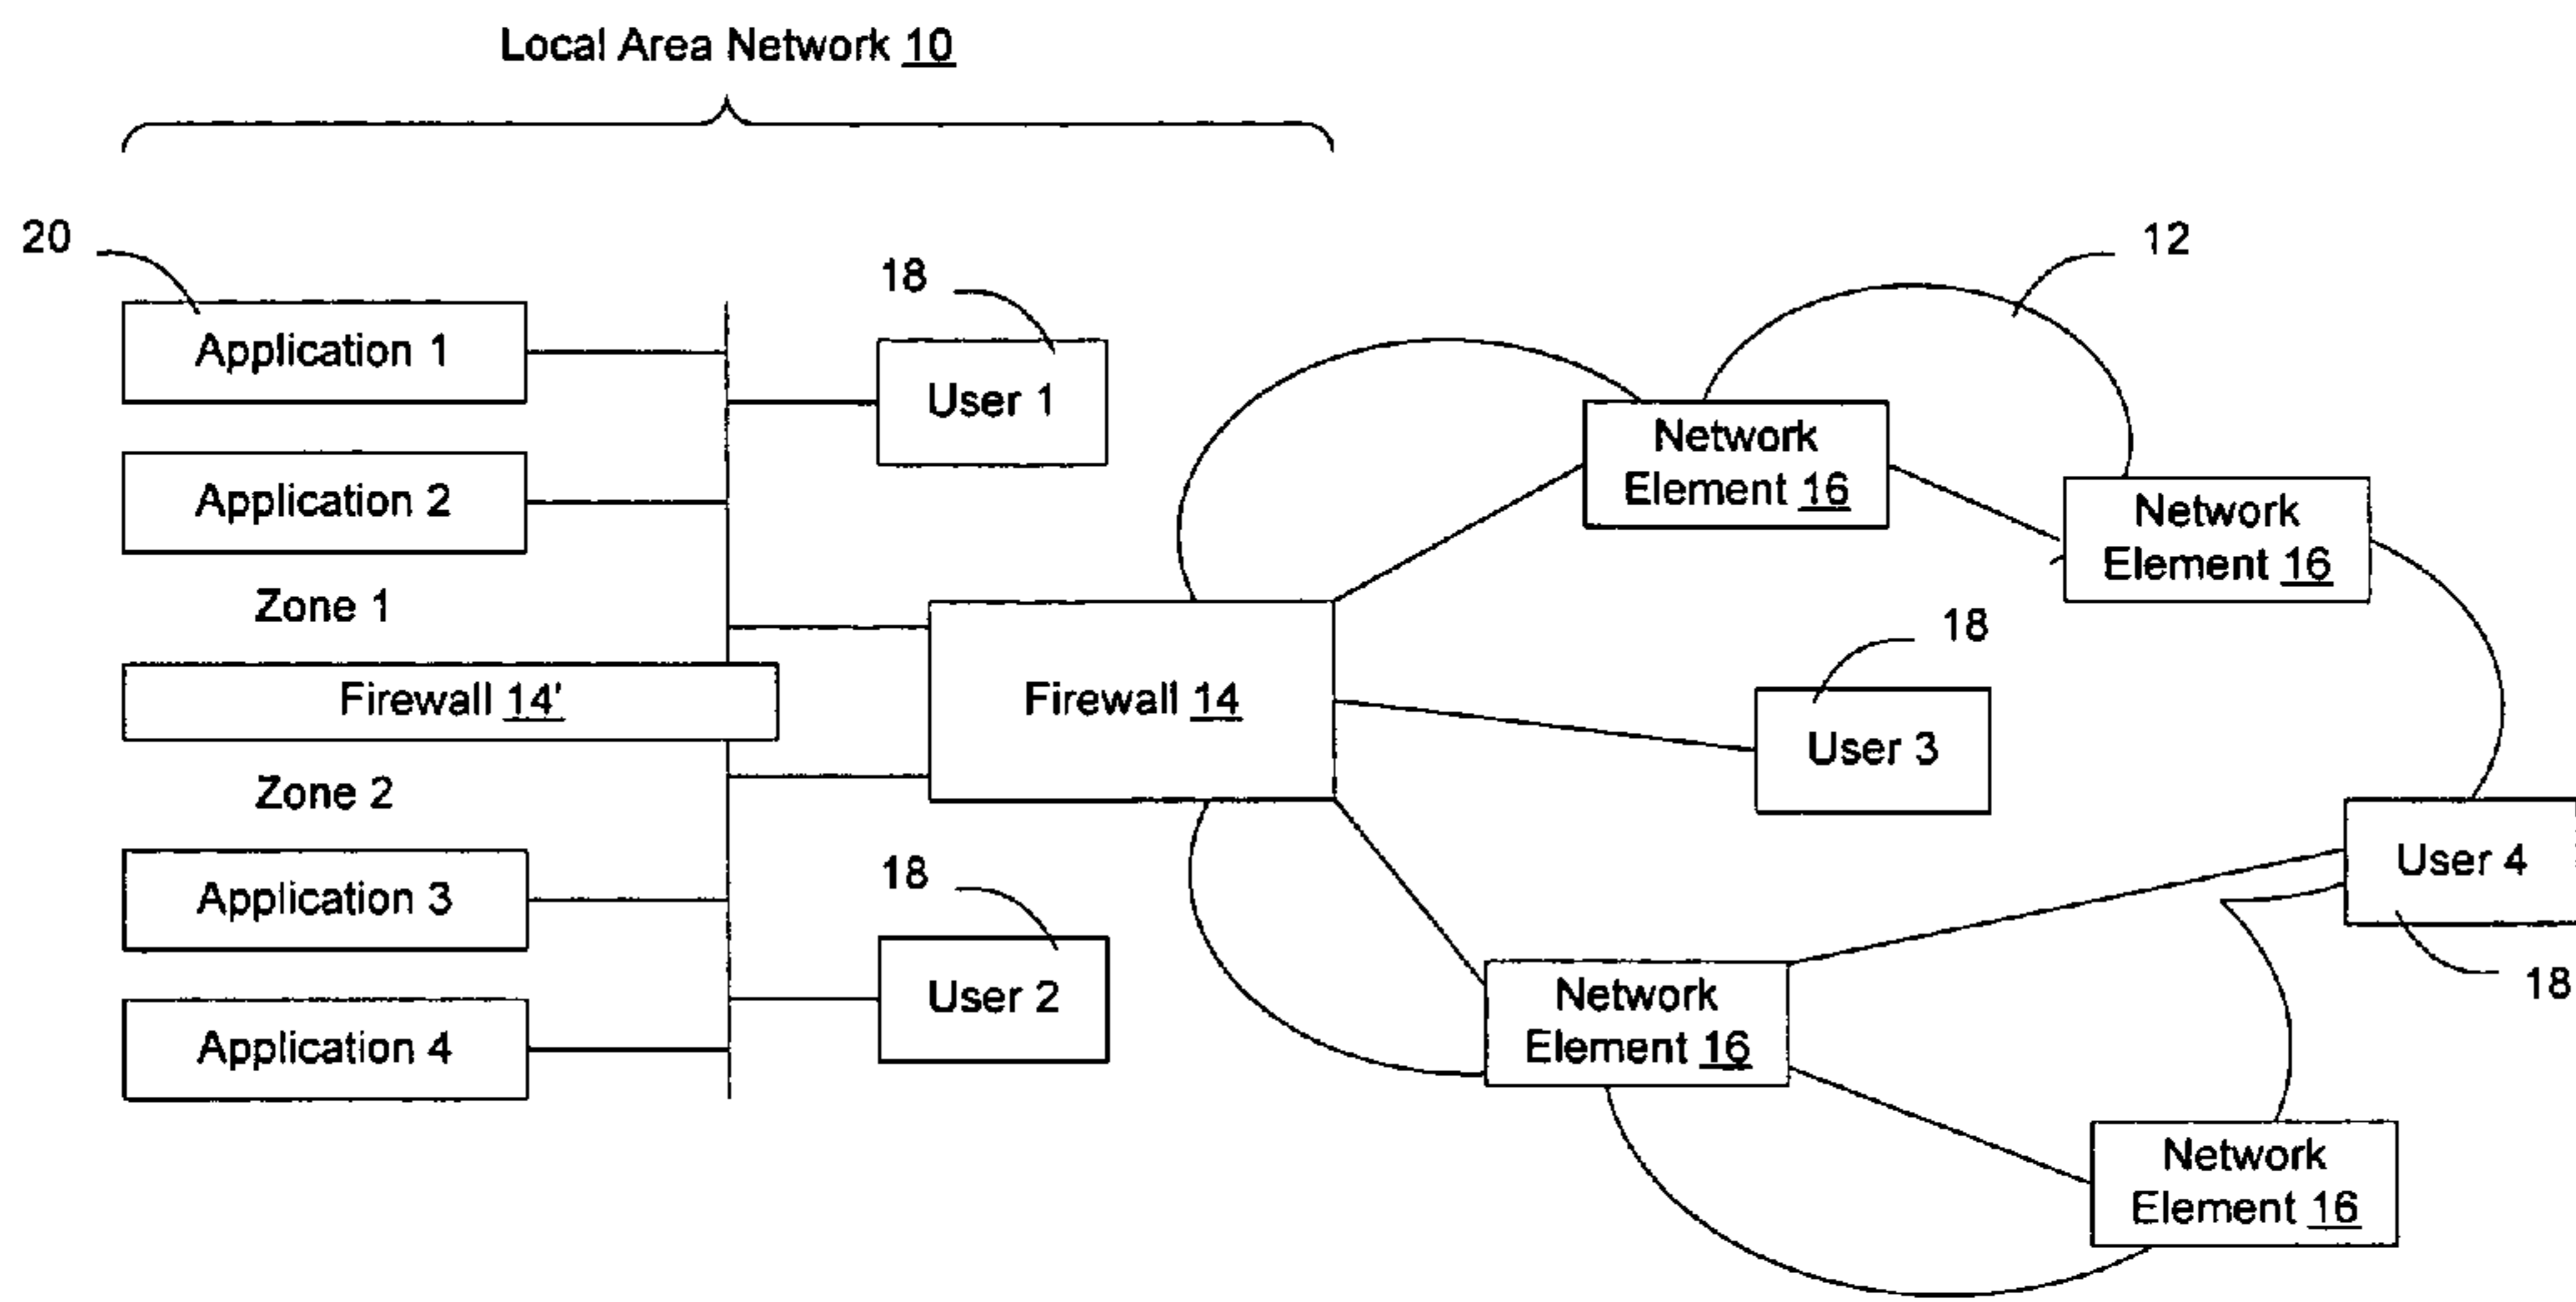 Local Area Network 10
20
18
12
Application 1
User 1
Network
Element 16
Application 2
Network
Element 16
Zone 1
18
Firewall 14'
Firewall 14
User 3
Zone 2
User 4
Application 3
18
18
User 2
Network
Element 16
Application 4
Network
Element 16